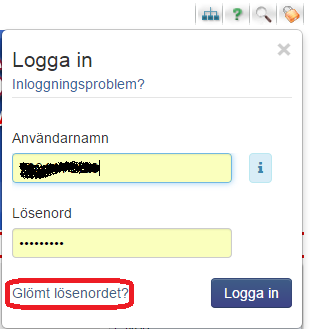 Logga in
Inloggningsproblem?
Användarnamn
Lösenord
Glömt lösenordet?
Logga in